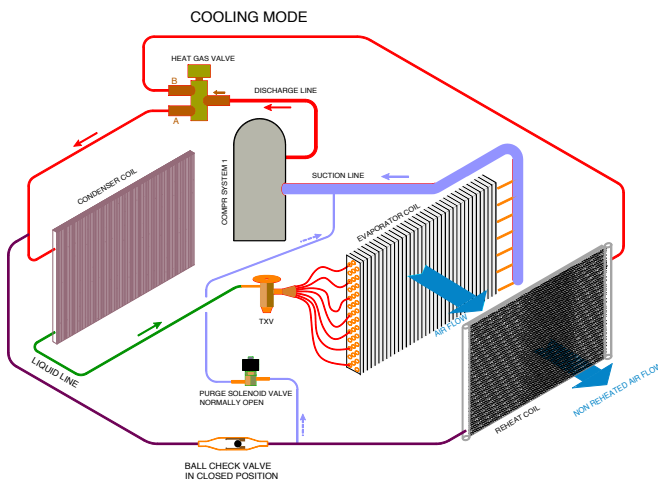 COOLING MODE
HEAT GAS VALVE
B
A
DISCHARGE LINE
COMPR SYSTEM 1
CONDENSER COIL
SUCTION LINE
EVAPORATOR COIL
TXV
AIR FLOW
LIQUID LINE
PURGE SOLENOID VALVE
NORMALLY OPEN
REHEAT COIL
NON REHEATED AIR FLOW
BALL CHECK VALVE
IN CLOSED POSITION